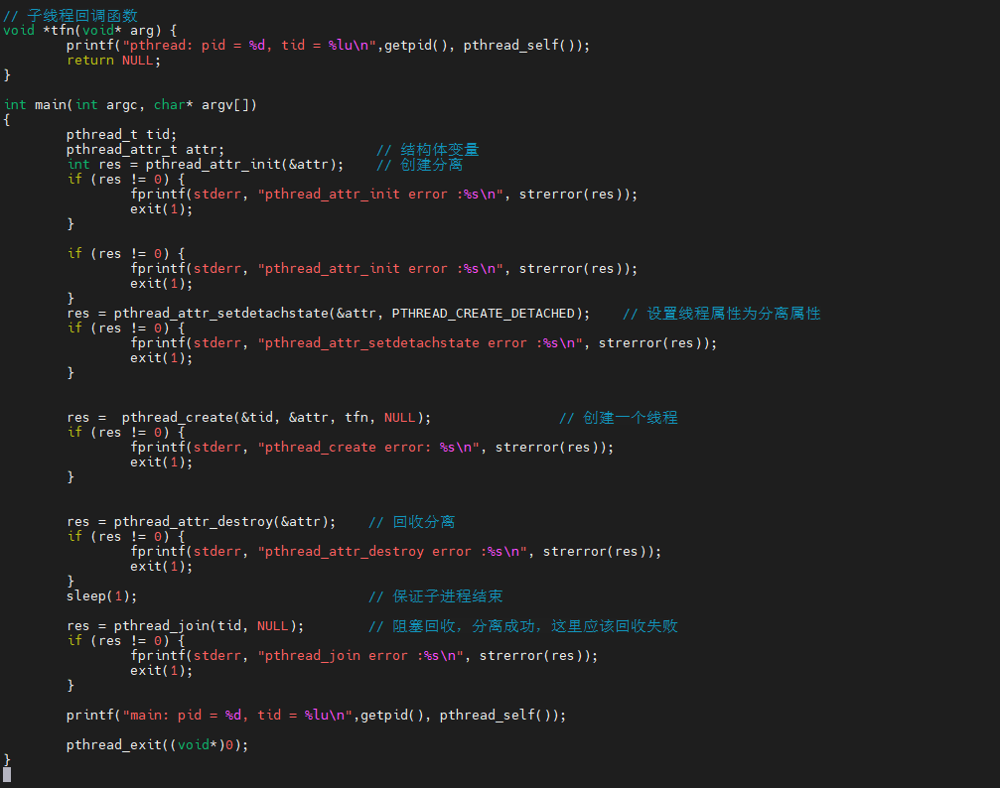 // 子线程回调函数
void *tfn(void* arg) {
        printf("pthread: pid = %d, tid = %lu\n",getpid(), pthread_self());
        return NULL;
}
int main(int argc, char* argv[])
{
        pthread_t tid;
        pthread_attr_t attr;                   // 结构体变量
        int res = pthread_attr_init(&attr);    // 创建分离
        if (res != 0) {
                fprintf(stderr, "pthread_attr_init error :%s\n", strerror(res));
                exit(1);
        }
        if (res != 0) {
                fprintf(stderr, "pthread_attr_init error :%s\n", strerror(res));
                exit(1);
        }
        res = pthread_attr_setdetachstate(&attr, PTHREAD_CREATE_DETACHED);    // 设置线程属性为分离属性
        if (res != 0) {
                fprintf(stderr, "pthread_attr_setdetachstate error :%s\n", strerror(res));
                exit(1);
        }
        res =  pthread_create(&tid, &attr, tfn, NULL);                // 创建一个线程
        if (res != 0) {
                fprintf(stderr, "pthread_create error: %s\n", strerror(res));
                exit(1);
        }
        res = pthread_attr_destroy(&attr);    // 回收分离
        if (res != 0) {
                fprintf(stderr, "pthread_attr_destroy error :%s\n", strerror(res));
                exit(1);
        }
        sleep(1);                             // 保证子进程结束
        res = pthread_join(tid, NULL);        // 阻塞回收，分离成功，这里应该回收失败
        if (res != 0) {
                fprintf(stderr, "pthread_join error :%s\n", strerror(res));
                exit(1);
        }
        printf("main: pid = %d, tid = %lu\n",getpid(), pthread_self());
        pthread_exit((void*)0);
}